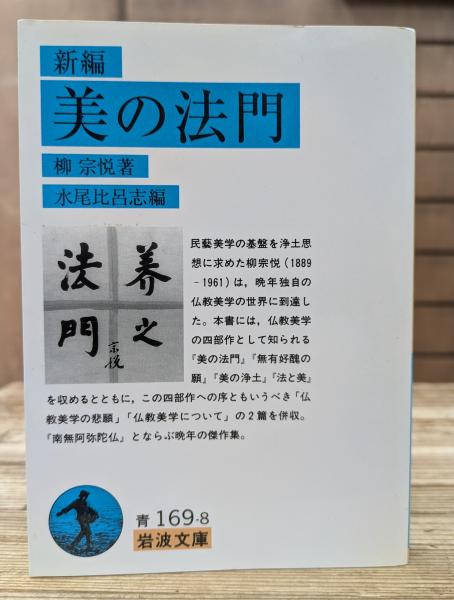 新編
美の法門
柳 宗悦著
水尾比呂志編
美之
法門
宗悦
民藝美学の基盤を浄土思
想に求めた柳宗悦（1889
‐1961）は，晩年独自の
仏教美学の世界に到達し
た。本書には，仏教美学
の四部作として知られる
『美の法門』『無有好醜の
願』『美の浄土』『法と美』
を収めるとともに，この四部作への序ともいうべき「仏
教美学の悲願」「仏教美学について」の2篇を併収。
『南無阿弥陀仏』とならぶ晩年の傑作集。
青 169-8
岩波文庫